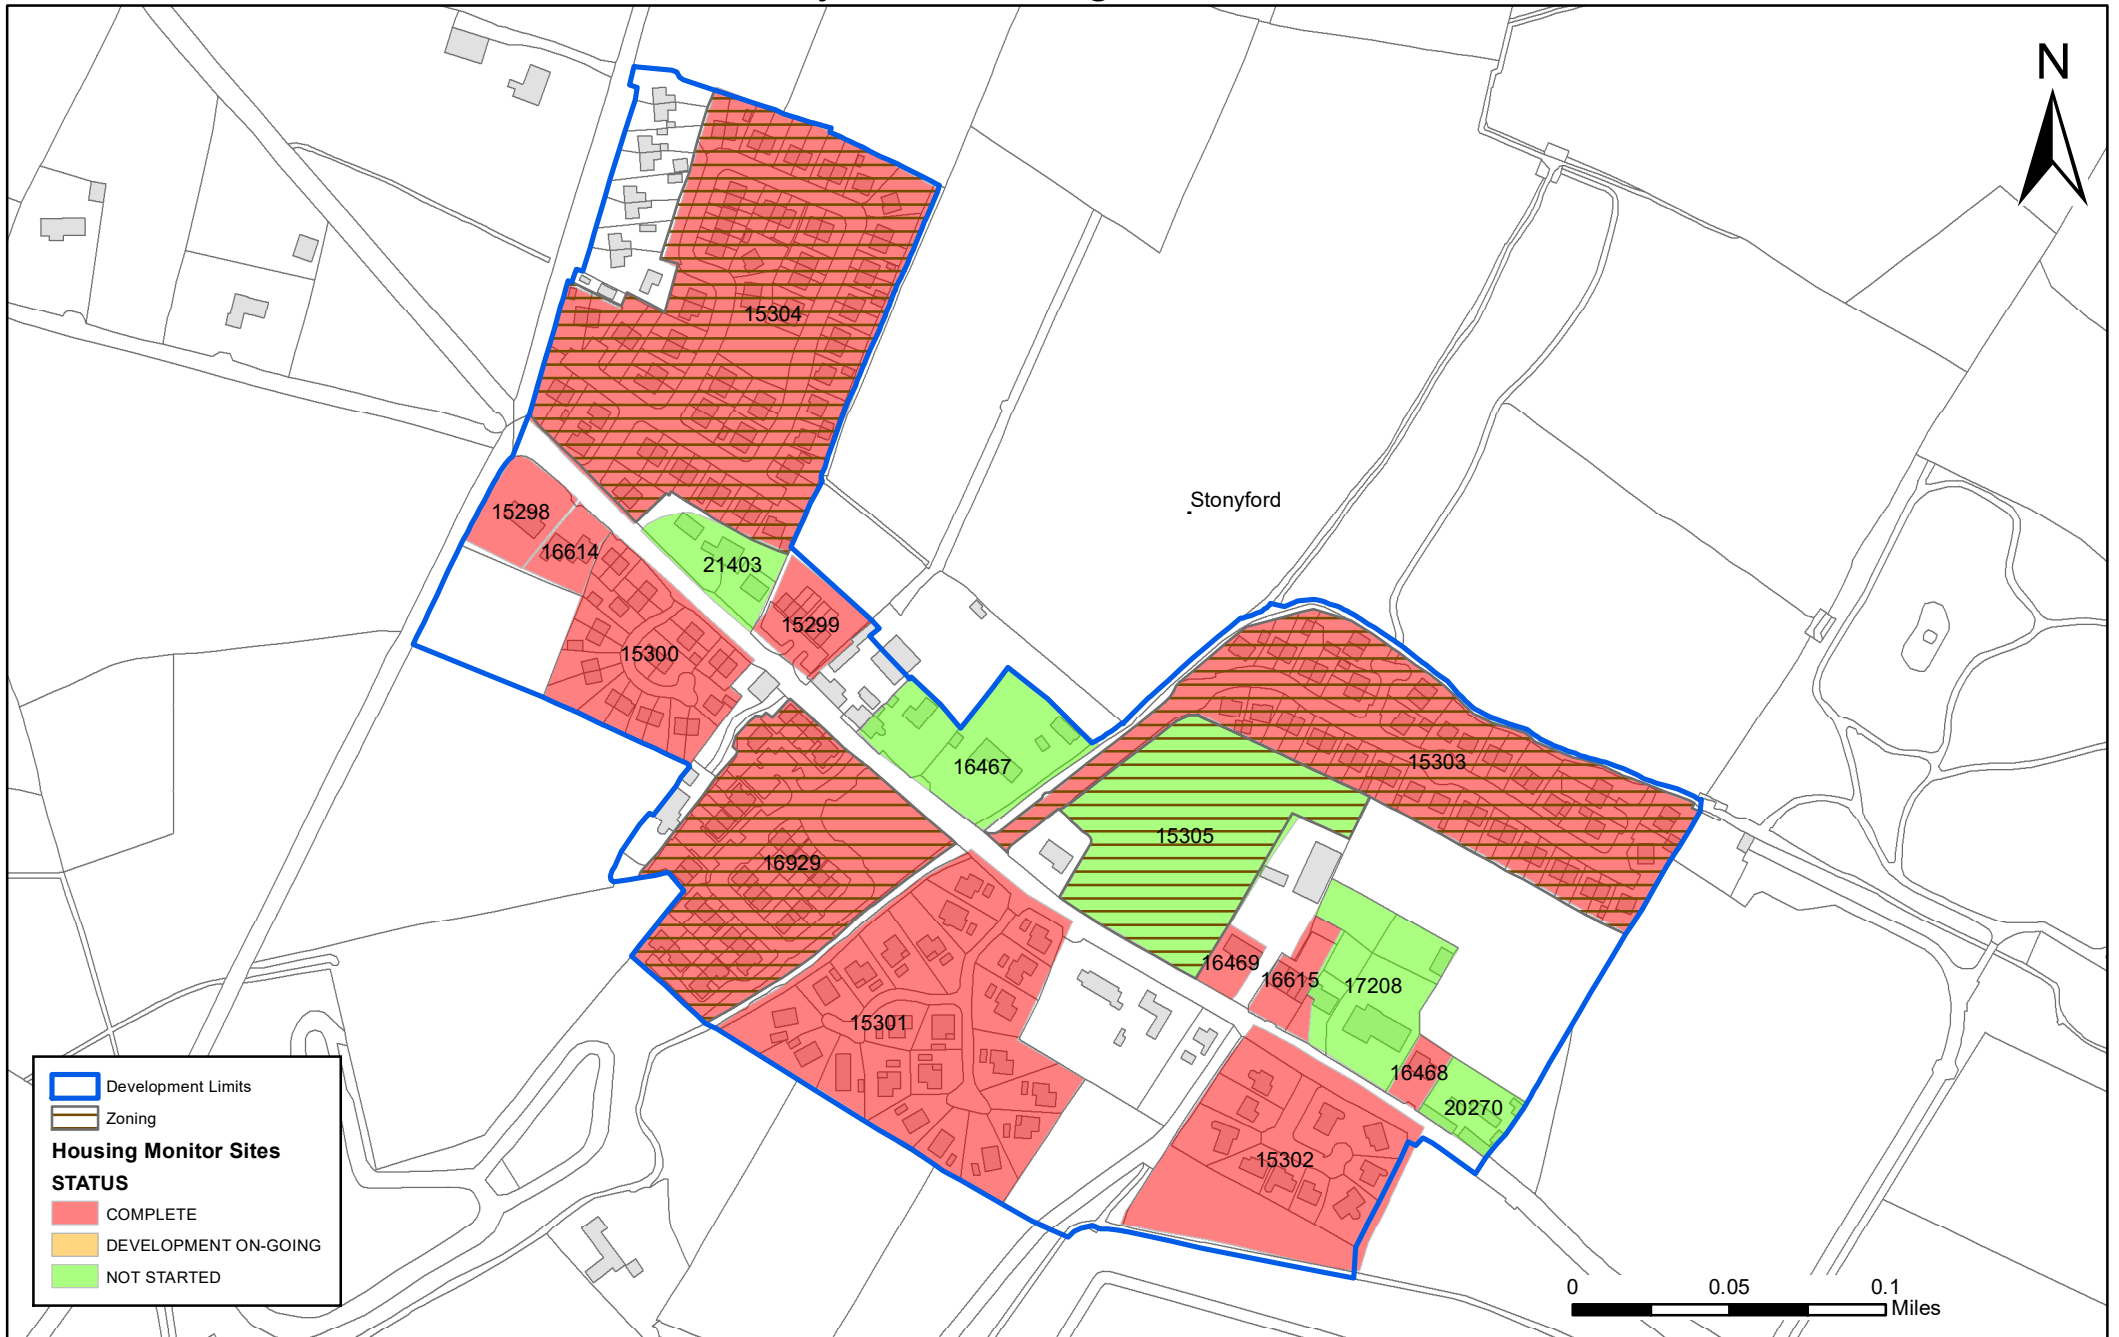 N
15304
Stonyford
15298
16614
21403
15299
15300
16467
15303
15305
16929
16469
16615
17208
15301
16468
20270
15302
Development Limits
Zoning
Housing Monitor Sites
STATUS
COMPLETE
DEVELOPMENT ON-GOING
NOT STARTED
0 0.05 0.1
Miles